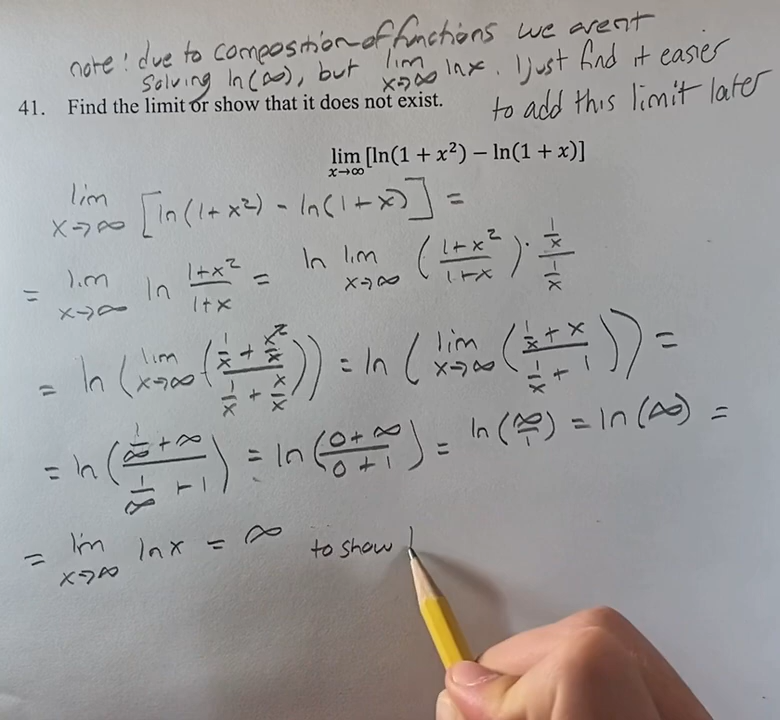 note: due to composition of functions we arent
solving ln(∞), but lim x→∞ lnx. I just find it easier
to add this limit later
41. Find the limit or show that it does not exist.
lim x→∞ [ln(1 + x²) − ln(1 + x)]
lim x→∞ [ln(1+x²) - ln(1+x)] =
= lim x→∞ ln (1+x²)/(1+x) = ln lim x→∞ ((1+x²)/(1+x)) · (1/x)/(1/x)
= ln(lim x→∞ ((1/x + x²/x)/(1/x + x/x))) = ln(lim x→∞ ((1/x + x)/(1/x + 1))) =
= ln((1/∞ + ∞)/(1/∞ + 1)) = ln((0+∞)/(0+1)) = ln(∞/1) = ln(∞) =
= lim x→∞ lnx = ∞ to show